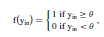 f(y_in) = { 1 if y_in ≥ θ
0 if y_in < θ ,